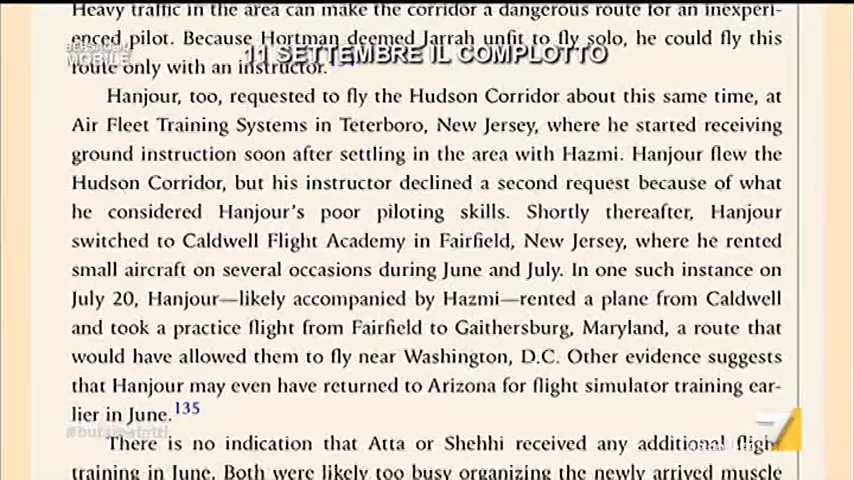 Heavy traffic in the area can make the corridor a dangerous route for an inexperi-
enced pilot. Because Hortman deemed Jarrah unfit to fly solo, he could fly this
11 SETTEMBRE IL COMPLOTTO
MOBILE
route only with an instructor.
Hanjour, too, requested to fly the Hudson Corridor about this same time, at
Air Fleet Training Systems in Teterboro, New Jersey, where he started receiving
ground instruction soon after settling in the area with Hazmi. Hanjour flew the
Hudson Corridor, but his instructor declined a second request because of what
he considered Hanjour's poor piloting skills. Shortly thereafter, Hanjour
switched to Caldwell Flight Academy in Fairfield, New Jersey, where he rented
small aircraft on several occasions during June and July. In one such instance on
July 20, Hanjour—likely accompanied by Hazmi—rented a plane from Caldwell
and took a practice flight from Fairfield to Gaithersburg, Maryland, a route that
would have allowed them to fly near Washington, D.C. Other evidence suggests
that Hanjour may even have returned to Arizona for flight simulator training ear-
lier in June.135
There is no indication that Atta or Shehhi received any additional flight
training in June. Both were likely too busy organizing the newly arrived muscle